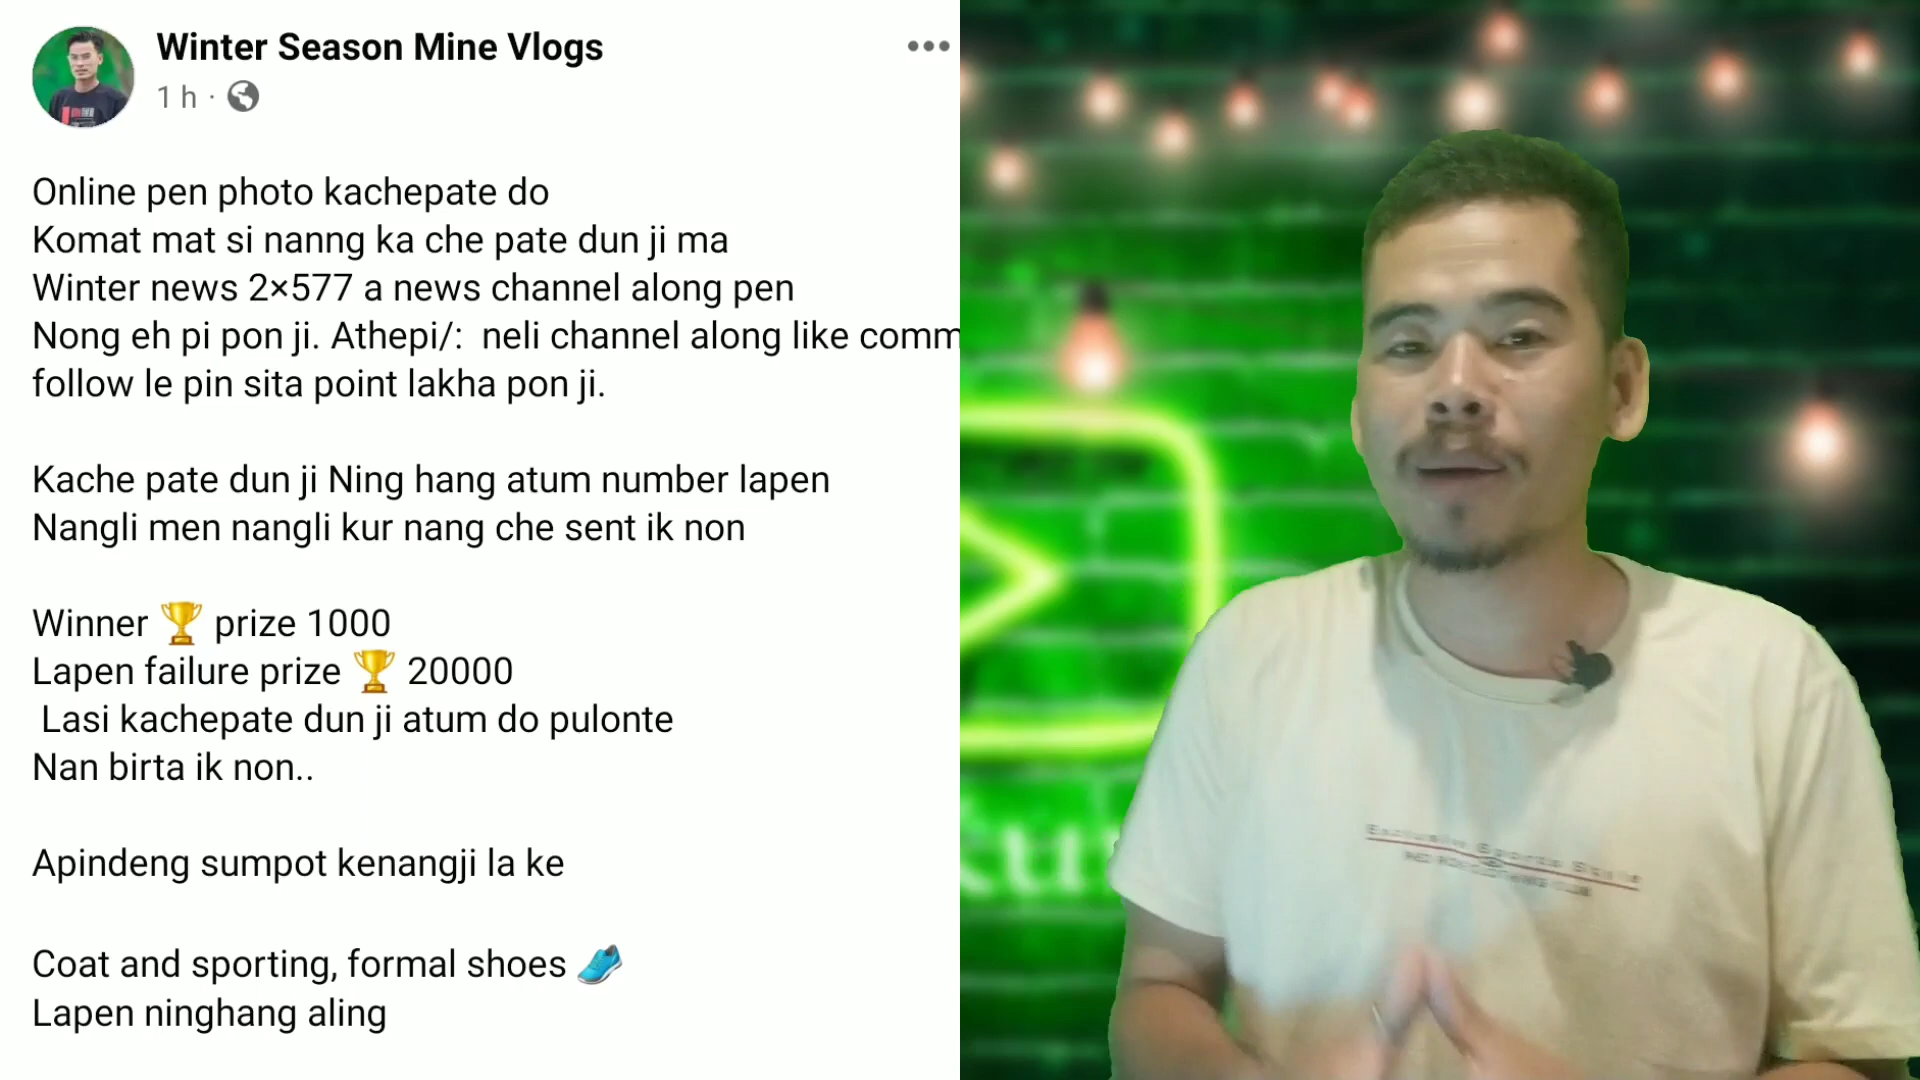 Winter Season Mine Vlogs
1 h ·
Online pen photo kachepate do
Komat mat si nanng ka che pate dun ji ma
Winter news 2×577 a news channel along pen
Nong eh pi pon ji. Athepi/: neli channel along like comm
follow le pin sita point lakha pon ji.
Kache pate dun ji Ning hang atum number lapen
Nangli men nangli kur nang che sent ik non
Winner 🏆 prize 1000
Lapen failure prize 🏆 20000
Lasi kachepate dun ji atum do pulonte
Nan birta ik non..
Apindeng sumpot kenangji la ke
Coat and sporting, formal shoes 👟
Lapen ninghang aling